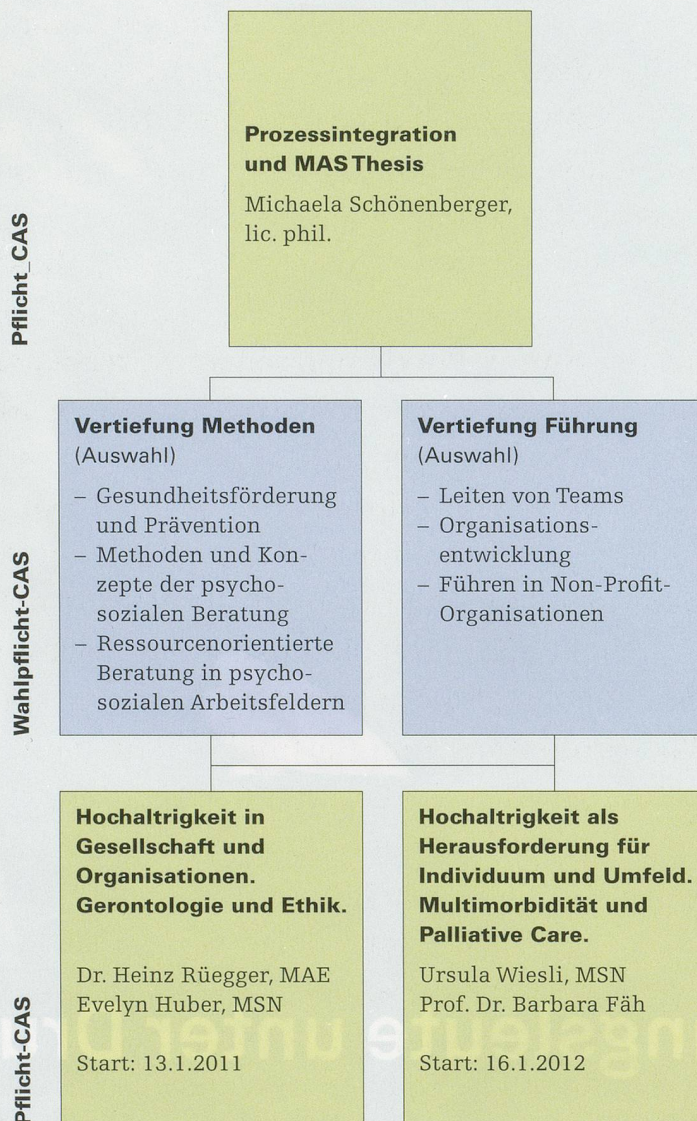 Pflicht_CAS
Prozessintegration
und MAS Thesis
Michaela Schönenberger,
lic. phil.
Wahlpflicht-CAS
Vertiefung Methoden
(Auswahl)
– Gesundheitsförderung
und Prävention
– Methoden und Kon-
zepte der psycho-
sozialen Beratung
– Ressourcenorientierte
Beratung in psycho-
sozialen Arbeitsfeldern
Vertiefung Führung
(Auswahl)
– Leiten von Teams
– Organisations-
entwicklung
– Führen in Non-Profit-
Organisationen
Pflicht-CAS
Hochaltrigkeit in
Gesellschaft und
Organisationen.
Gerontologie und Ethik.
Dr. Heinz Rüegger, MAE
Evelyn Huber, MSN
Start: 13.1.2011
Hochaltrigkeit als
Herausforderung für
Individuum und Umfeld.
Multimorbidität und
Palliative Care.
Ursula Wiesli, MSN
Prof. Dr. Barbara Fäh
Start: 16.1.2012